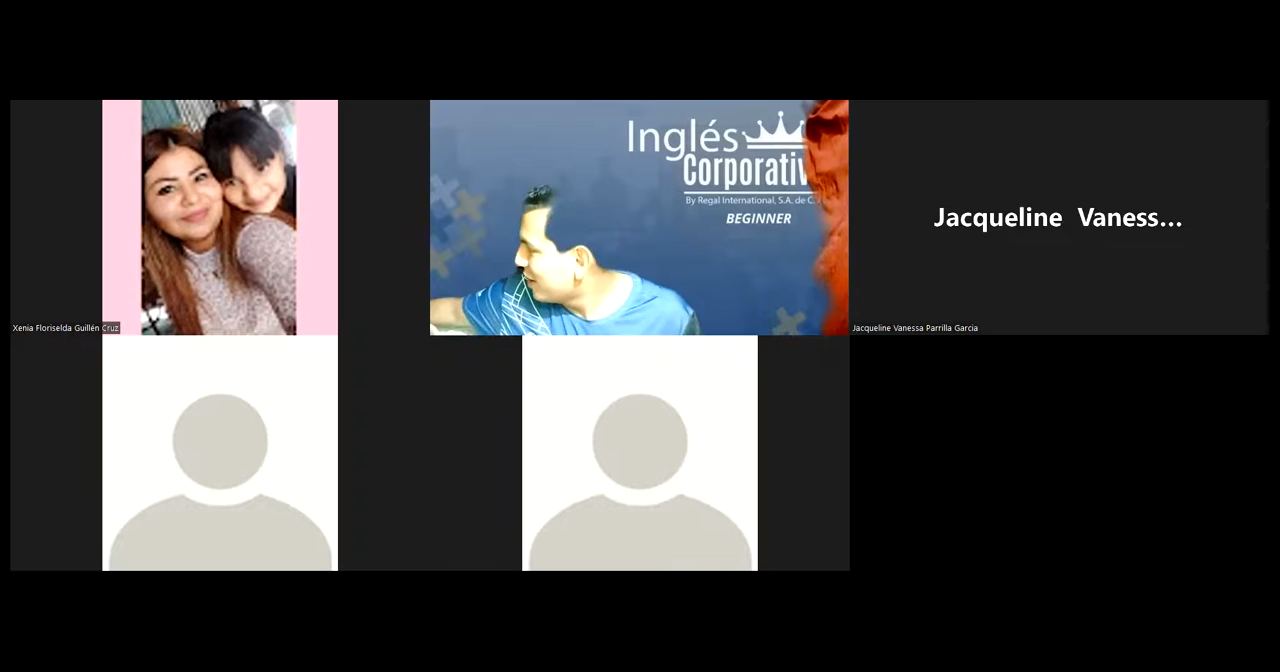 Inglés
Corporativ
By Regal International, S.A. de C.
BEGINNER
Jacqueline Vaness...
Xenia Floriselda Guillén Cruz
Jacqueline Vanessa Parrilla Garcia